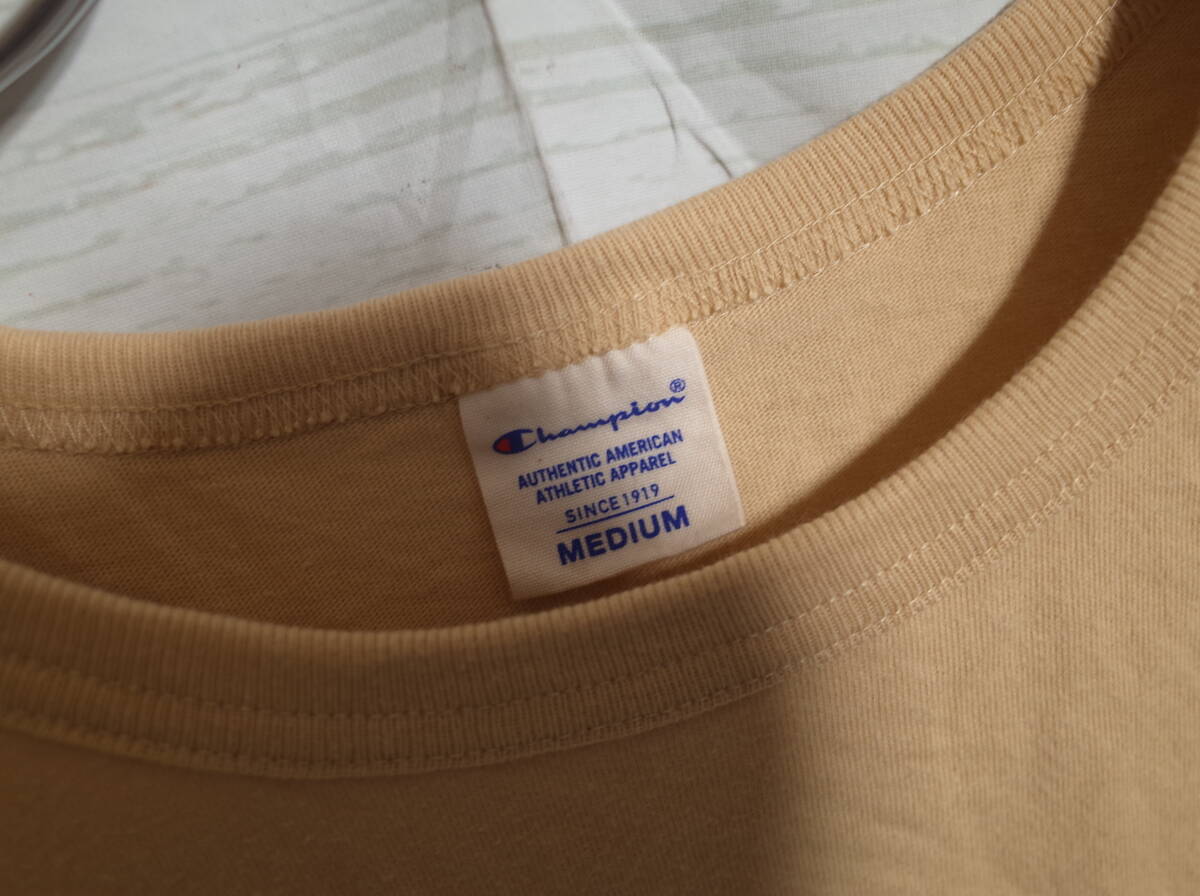 Champion®
AUTHENTIC AMERICAN
ATHLETIC APPAREL
SINCE 1919
MEDIUM